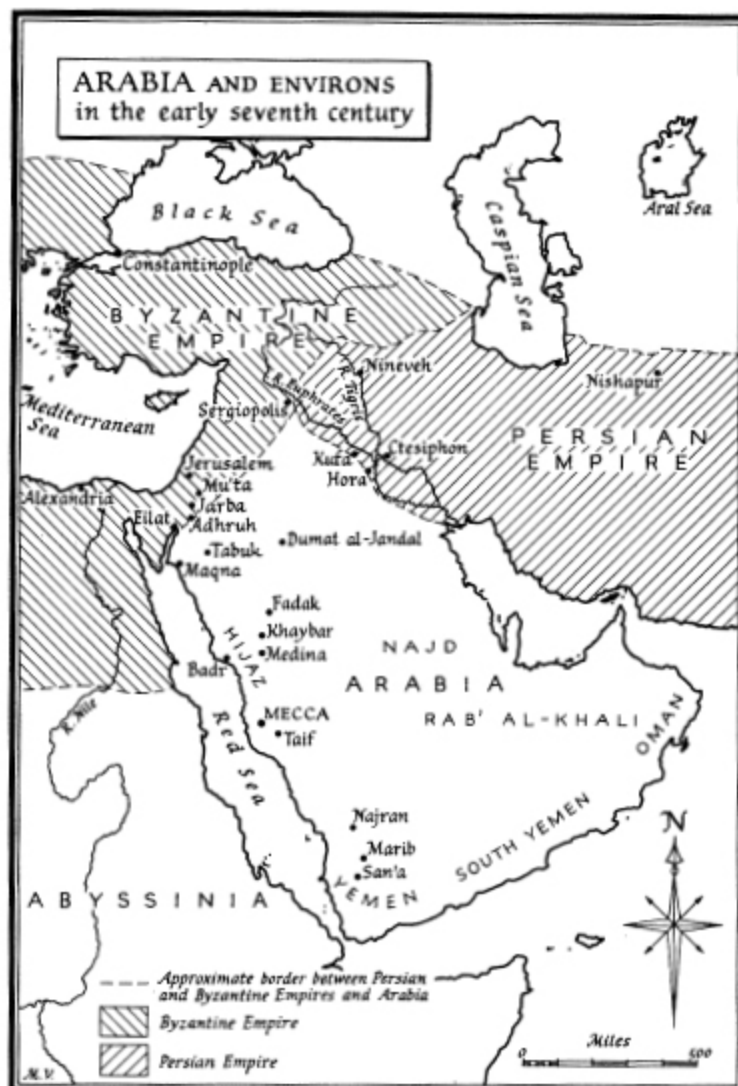 ARABIA AND ENVIRONS
in the early seventh century
Black Sea
Caspian Sea
Aral Sea
Constantinople
BYZANTINE
EMPIRE
Nineveh
Nishapur
R. Tigris
R. Euphrates
Mediterranean
Sea
Sergiopolis
PERSIAN
EMPIRE
Kufa
Ctesiphon
Hora
Jerusalem
Mu'ta
Alexandria
Jarba
Eilat
Adhruh
Tabuk
Dumat al-Jandal
Maqna
Fadak
HIJAZ
Khaybar
NAJD
Badr
Medina
ARABIA
R. Nile
Red Sea
MECCA
RAB' AL-KHALI
OMAN
Taif
Najran
SOUTH YEMEN
N
Marib
San'a
YEMEN
ABYSSINIA
Approximate border between Persian
and Byzantine Empires and Arabia
Byzantine Empire
Persian Empire
Miles
0 500
M.V.